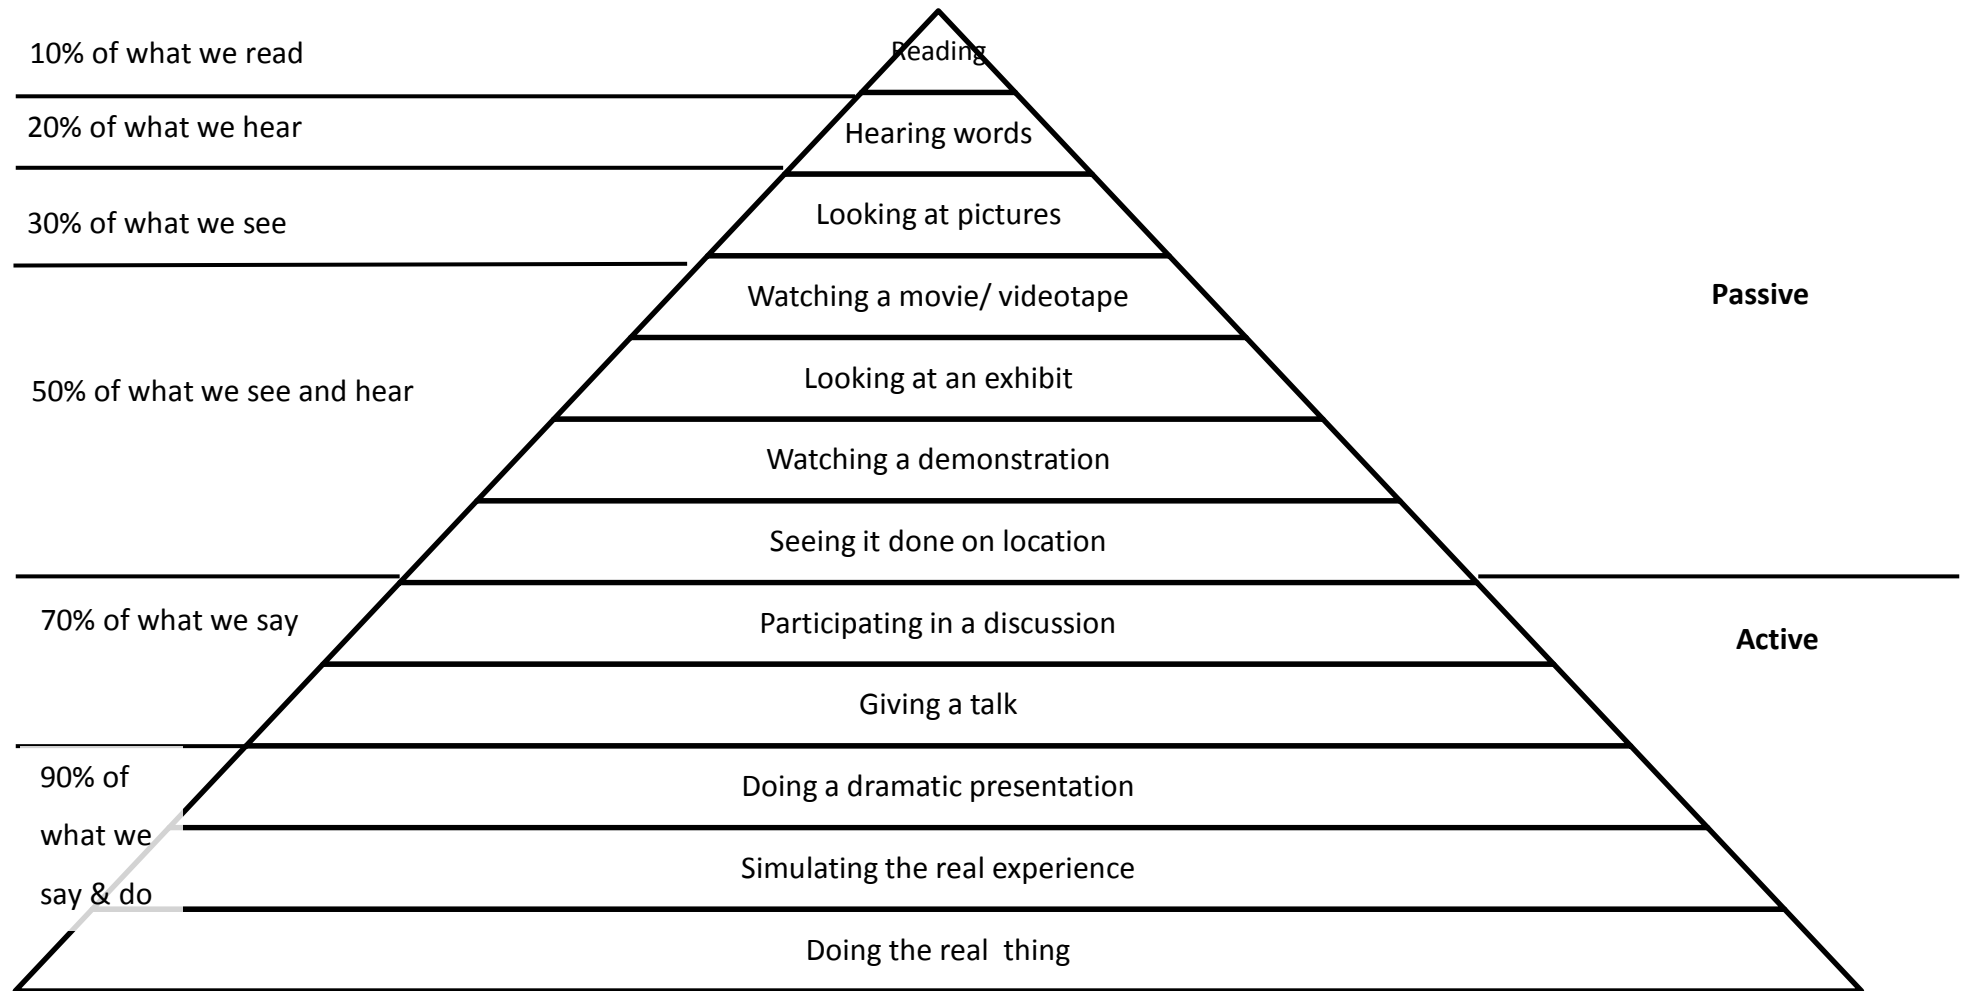 10% of what we read
Reading
20% of what we hear
Hearing words
30% of what we see
Looking at pictures
Watching a movie/ videotape
Passive
50% of what we see and hear
Looking at an exhibit
Watching a demonstration
Seeing it done on location
70% of what we say
Participating in a discussion
Active
Giving a talk
90% of
what we
say & do
Doing a dramatic presentation
Simulating the real experience
Doing the real  thing